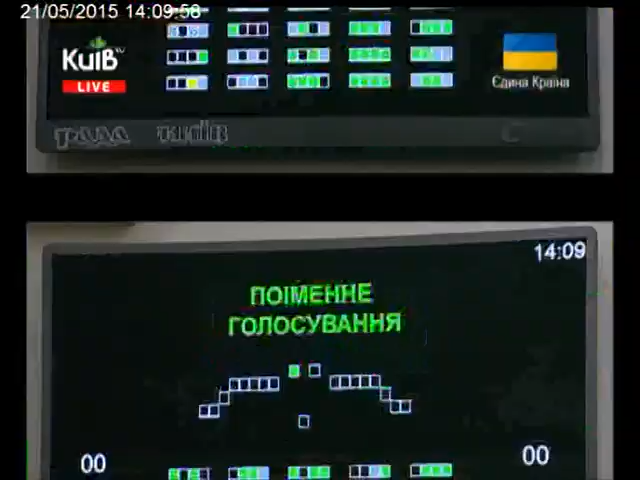 21/05/2015 14:09:58
КиїВ
LIVE
Єдина Країна
14:09
ПОІМЕННЕ
ГОЛОСУВАННЯ
00
00